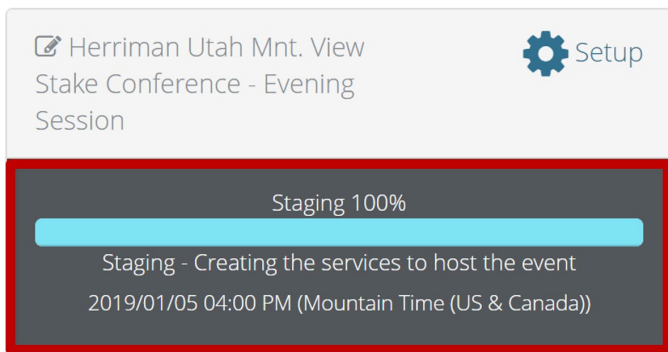 Herriman Utah Mnt. View
Stake Conference - Evening
Session
Setup
Staging 100%
Staging - Creating the services to host the event
2019/01/05 04:00 PM (Mountain Time (US & Canada))